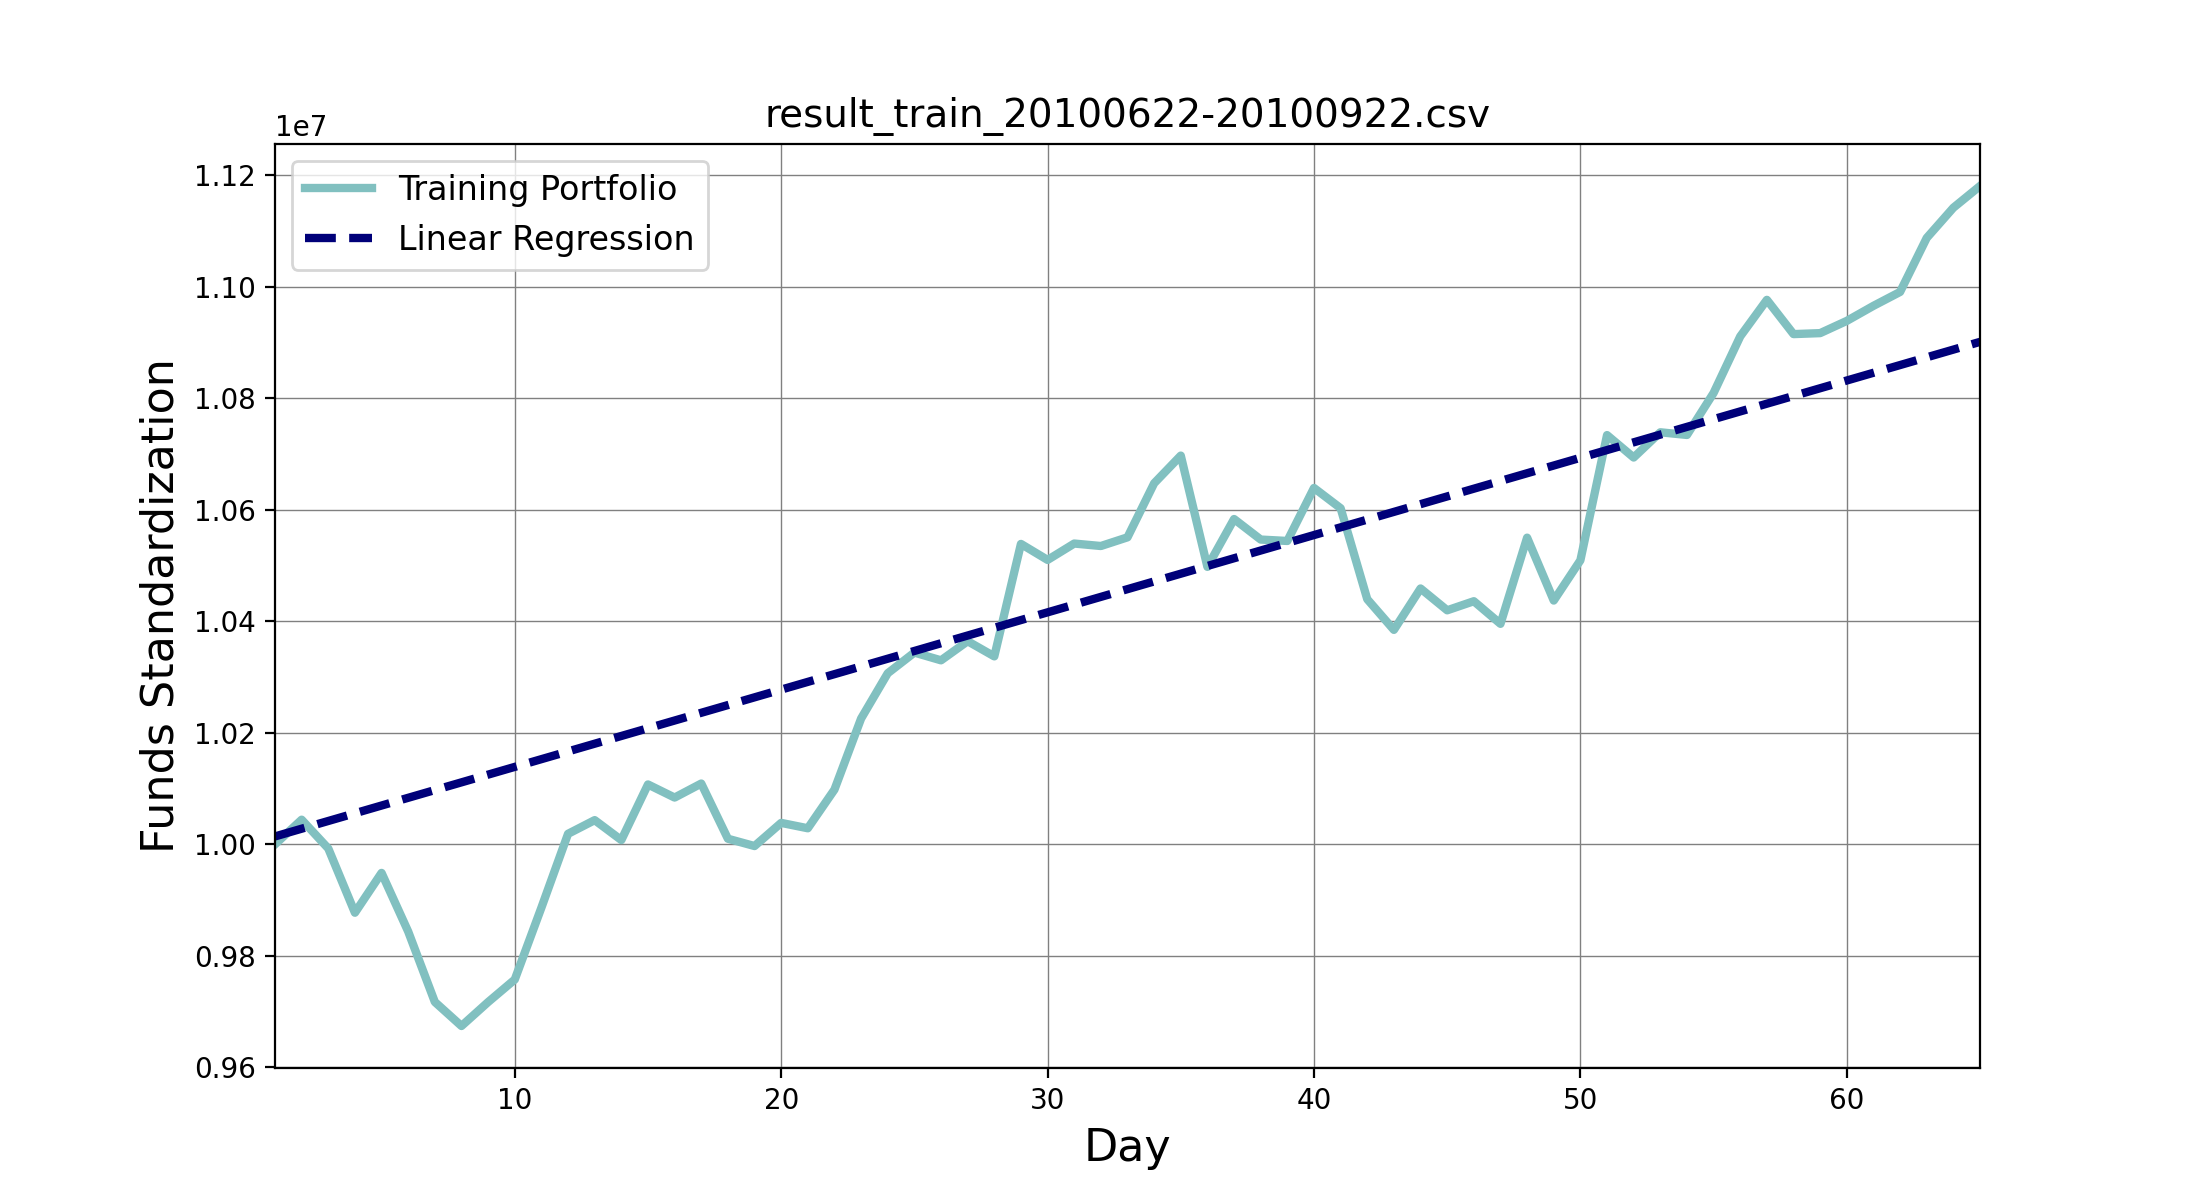 result_train_20100622-20100922.csv
1e7
Training Portfolio
Linear Regression
1.12
1.10
1.08
1.06
1.04
1.02
1.00
0.98
0.96
Funds Standardization
10 20 30 40 50 60
Day